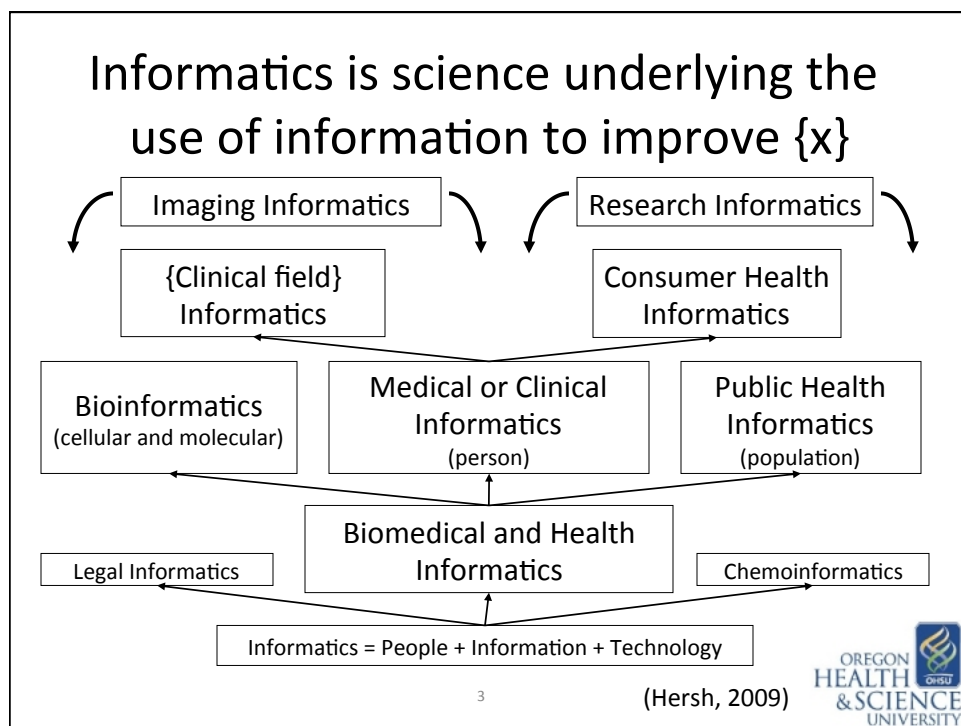 Informatics is science underlying the
use of information to improve {x}
Imaging Informatics
Research Informatics
{Clinical field}
Informatics
Consumer Health
Informatics
Bioinformatics
(cellular and molecular)
Medical or Clinical
Informatics
(person)
Public Health
Informatics
(population)
Biomedical and Health
Informatics
Legal Informatics
Chemoinformatics
Informatics = People + Information + Technology
3
(Hersh, 2009)
OREGON
HEALTH
&SCIENCE
UNIVERSITY
OHSU